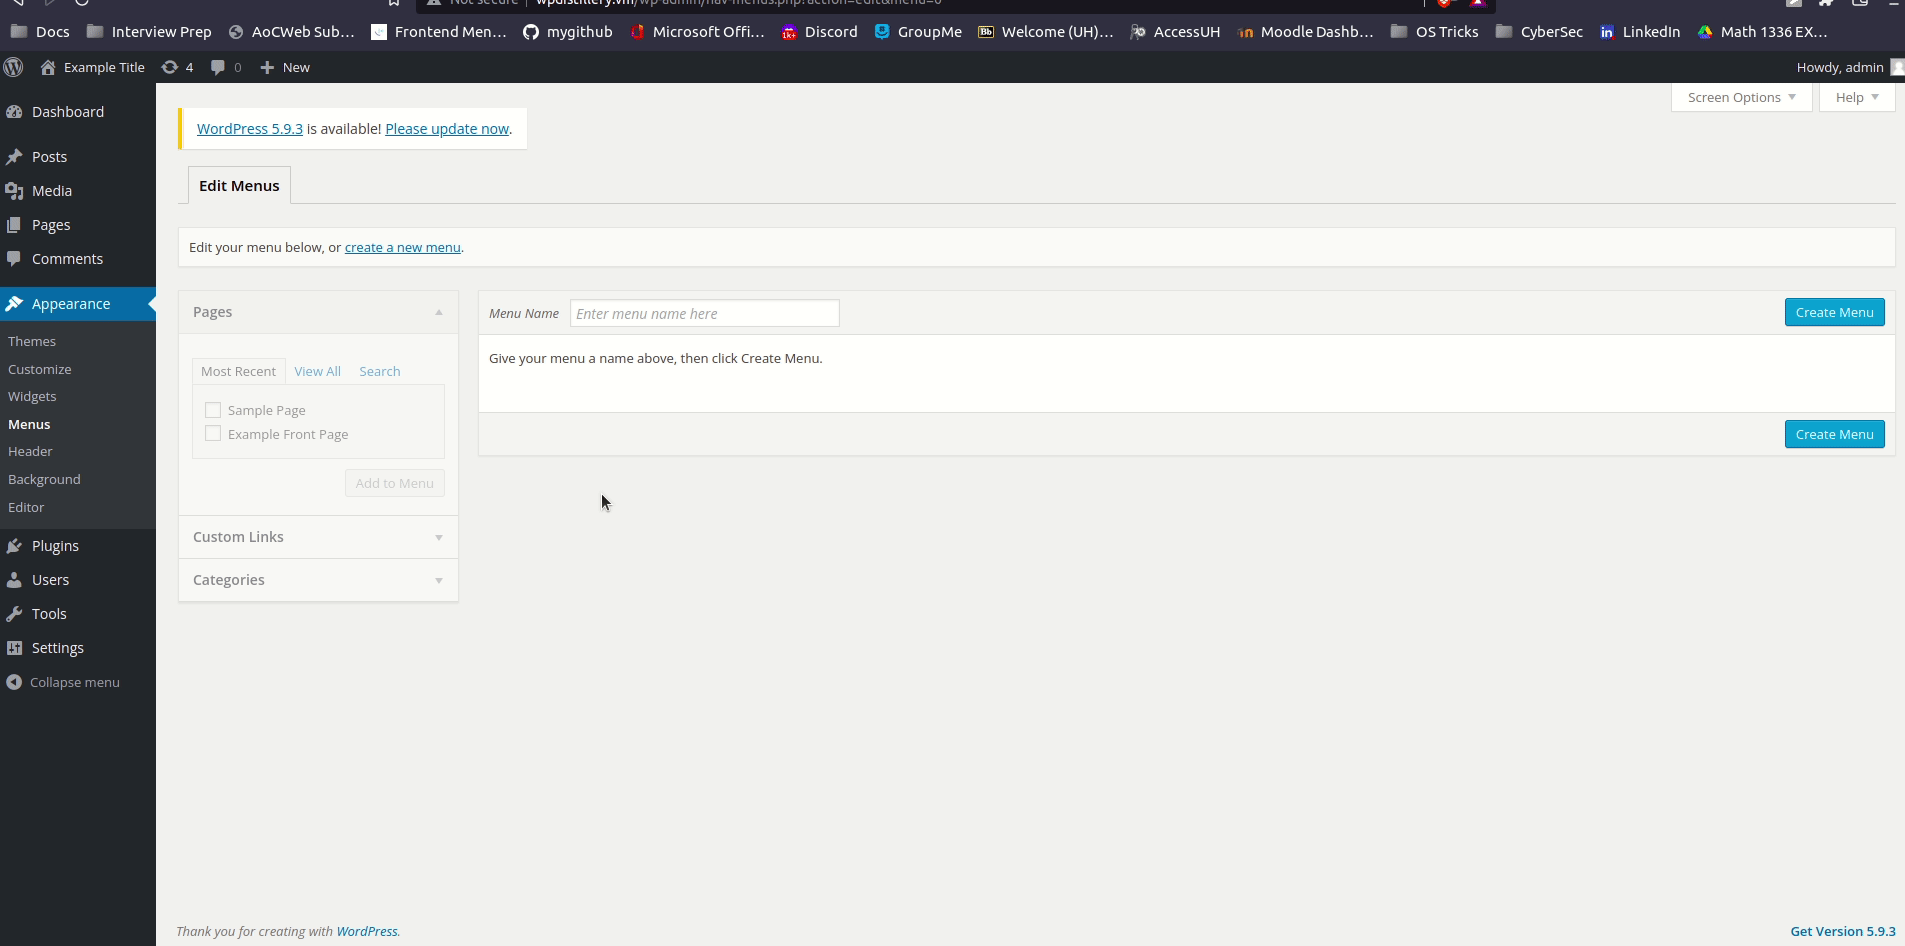 Not secure | wpdistillery.vm/wp-admin/nav-menus.php?action=edit&menu=0
Docs Interview Prep AoCWeb Sub... Frontend Men... mygithub Microsoft Offi... Discord GroupMe Welcome (UH)... AccessUH Moodle Dashb... OS Tricks CyberSec LinkedIn Math 1336 EX...
Example Title 4 0 New Howdy, admin
Screen Options Help
Dashboard
Posts
Media
Pages
Comments
Appearance
Themes
Customize
Widgets
Menus
Header
Background
Editor
Plugins
Users
Tools
Settings
Collapse menu
WordPress 5.9.3 is available! Please update now.
Edit Menus
Edit your menu below, or create a new menu.
Pages
Most Recent View All Search
Sample Page
Example Front Page
Add to Menu
Custom Links
Categories
Menu Name Enter menu name here Create Menu
Give your menu a name above, then click Create Menu.
Create Menu
Thank you for creating with WordPress.
Get Version 5.9.3